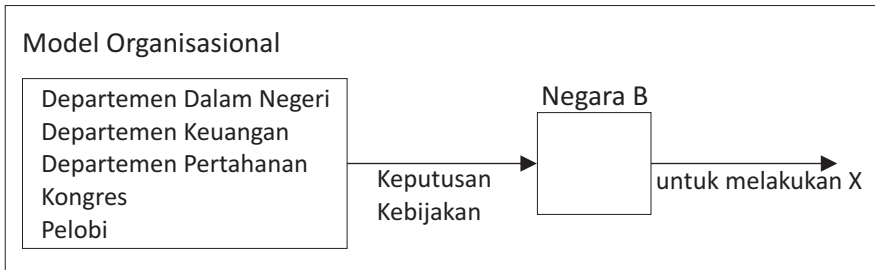 Model Organisasional
Departemen Dalam Negeri
Departemen Keuangan
Departemen Pertahanan
Kongres
Pelobi
Keputusan
Kebijakan
Negara B
untuk melakukan X